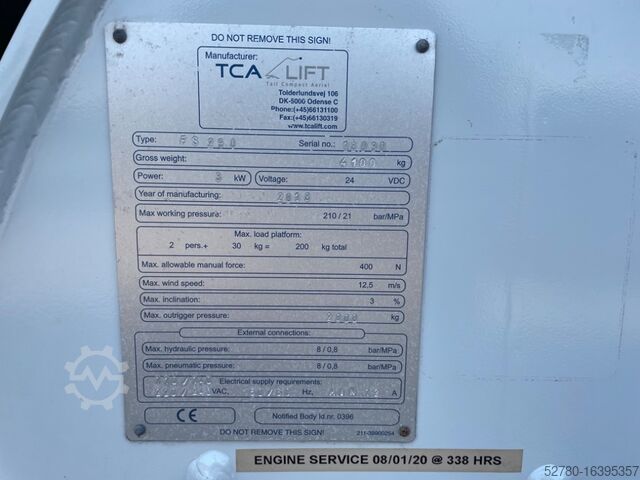 DO NOT REMOVE THIS SIGN!
Manufacturer:
TCA LIFT
Tail Compact Aerial
Tolderlundsvej 106
DK-5000 Odense C
Phone:(+45)66131100
Fax:(+45)66130319
www.tcalift.com
Type: Serial no.:
Gross weight: 4100 kg
Power: 3 kW Voltage: 24 VDC
Year of manufacturing:
Max working pressure: 210 / 21 bar/MPa
Max. load platform:
2 pers.+ 30 kg = 200 kg total
Max. allowable manual force: 400 N
Max. wind speed: 12,5 m/s
Max. inclination: 3 %
Max. outrigger pressure: kg
External connections:
Max. hydraulic pressure: 8 / 0,8 bar/MPa
Max. pneumatic pressure: 8 / 0,8 bar/MPa
Electrical supply requirements:
VAC, Hz, A
CE Notified Body Id.nr. 0396
DO NOT REMOVE THIS SIGN! 211-39900254
ENGINE SERVICE 08/01/20 @ 338 HRS
52780-16395357